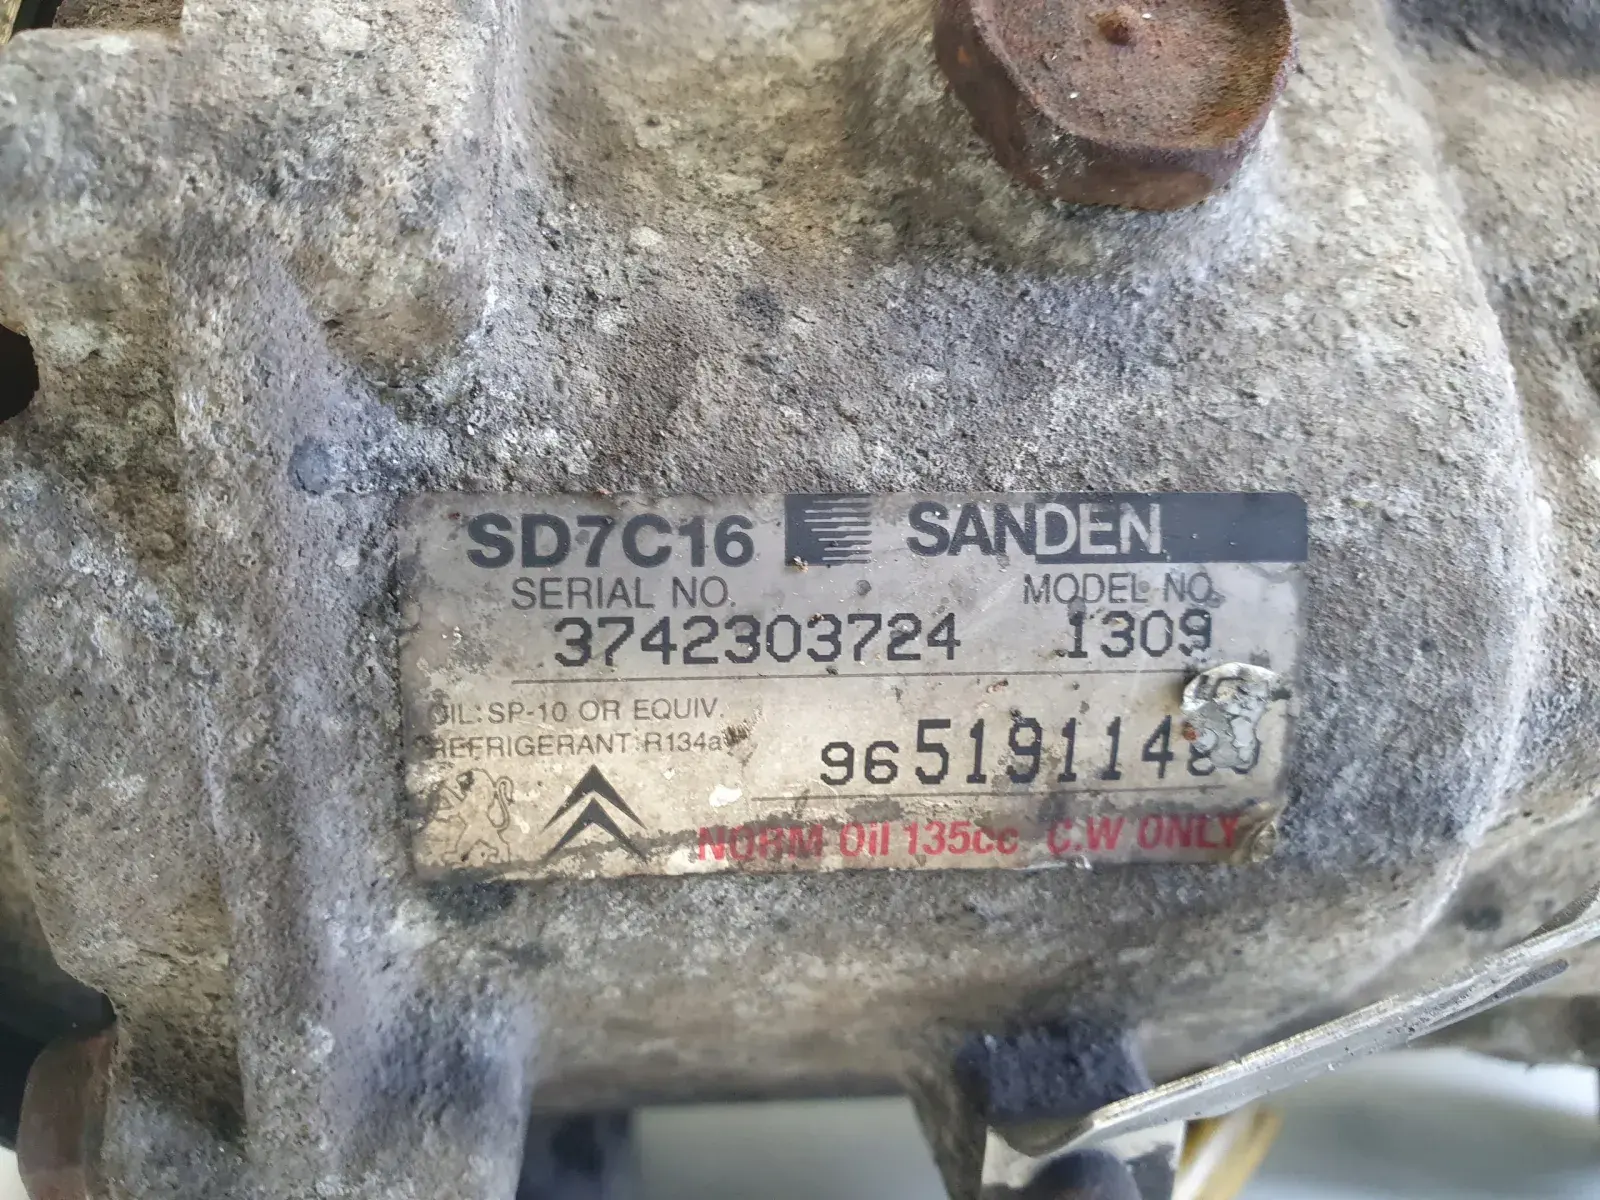 SD7C16 SANDEN
SERIAL NO. MODEL NO.
3742303724 1309
OIL: SP-10 OR EQUIV.
REFRIGERANT: R134a
NORM Oil 135cc C.W ONLY